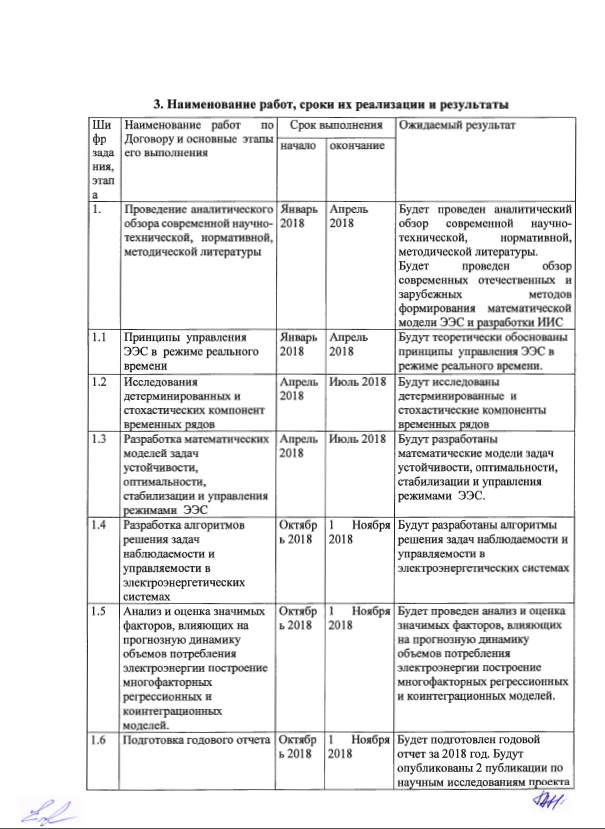 3. Наименование работ, сроки их реализации и результаты
Ши
фр
зада
ния,
этап
а
Наименование работ по
Договору и основные этапы
его выполнения
Срок выполнения
начало
окончание
Ожидаемый результат
1.
Проведение аналитического
обзора современной научно-
технической, нормативной,
методической литературы
Январь
2018
Апрель
2018
Будет проведен аналитический
обзор современной научно-
технической, нормативной,
методической литературы.
Будет проведен обзор
современных отечественных и
зарубежных методов
формирования математической
модели ЭЭС и разработки ИИС
1.1
Принципы управления
ЭЭС в режиме реального
времени
Январь
2018
Апрель
2018
Будут теоретически обоснованы
принципы управления ЭЭС в
режиме реального времени.
1.2
Исследования
детерминированных и
стохастических компонент
временных рядов
Апрель
2018
Июль 2018
Будут исследованы
детерминированные и
стохастические компоненты
временных рядов
1.3
Разработка математических
моделей задач
устойчивости,
оптимальности,
стабилизации и управления
режимами ЭЭС
Апрель
2018
Июль 2018
Будут разработаны
математические модели задач
устойчивости, оптимальности,
стабилизации и управления
режимами ЭЭС.
1.4
Разработка алгоритмов
решения задач
наблюдаемости и
управляемости в
электроэнергетических
системах
Октябр
ь 2018
1 Ноября
2018
Будут разработаны алгоритмы
решения задач наблюдаемости и
управляемости в
электроэнергетических системах
1.5
Анализ и оценка значимых
факторов, влияющих на
прогнозную динамику
объемов потребления
электроэнергии построение
многофакторных
регрессионных и
коинтеграционных
моделей.
Октябр
ь 2018
1 Ноября
2018
Будет проведен анализ и оценка
значимых факторов, влияющих
на прогнозную динамику
объемов потребления
электроэнергии построение
многофакторных регрессионных
и коинтеграционных моделей.
1.6
Подготовка годового отчета
Октябр
ь 2018
1 Ноября
2018
Будет подготовлен годовой
отчет за 2018 год. Будут
опубликованы 2 публикации по
научным исследованиям проекта